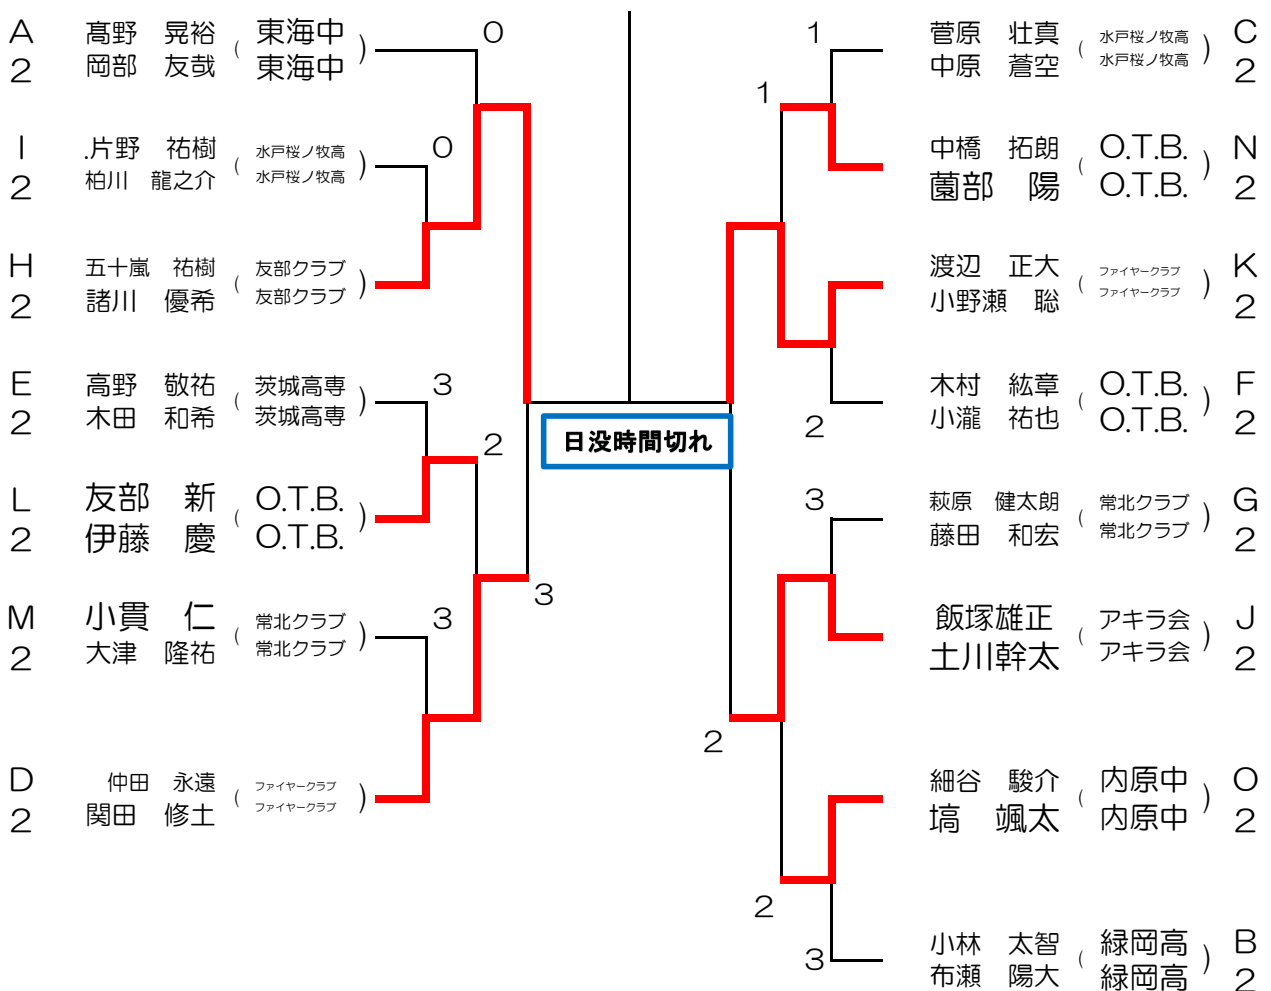 A 髙野 晃裕 ( 東海中 )
2 岡部 友哉 東海中
0
I .片野 祐樹 ( 水戸桜ノ牧高 )
2 柏川 龍之介 水戸桜ノ牧高
0
H 五十嵐 祐樹 ( 友部クラブ )
2 諸川 優希 友部クラブ
E 高野 敬祐 ( 茨城高専 )
2 木田 和希 茨城高専
3
2
L 友部 新 ( O.T.B. )
2 伊藤 慶 O.T.B.
M 小貫 仁 ( 常北クラブ )
2 大津 隆祐 常北クラブ
3
3
D 仲田 永遠 ( ファイヤークラブ )
2 関田 修士 ファイヤークラブ
日没時間切れ
1
菅原 壮真 ( 水戸桜ノ牧高 ) C
中原 蒼空 水戸桜ノ牧高 2
1
中橋 拓朗 ( O.T.B. ) N
薗部 陽 O.T.B. 2
渡辺 正大 ( ファイヤークラブ ) K
小野瀬 聡 ファイヤークラブ 2
木村 紘章 ( O.T.B. ) F
小瀧 祐也 O.T.B. 2
2
3
萩原 健太朗 ( 常北クラブ ) G
藤田 和宏 常北クラブ 2
飯塚雄正 ( アキラ会 ) J
土川幹太 アキラ会 2
2
細谷 駿介 ( 内原中 ) O
塙 颯太 内原中 2
2
3
小林 太智 ( 緑岡高 ) B
布瀬 陽大 緑岡高 2